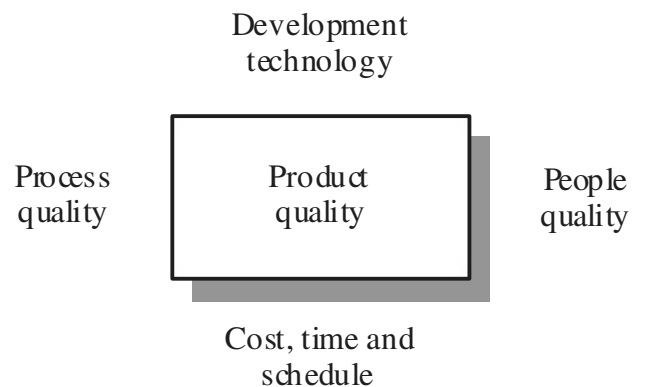 Development
technology
Process
quality
Product
quality
People
quality
Cost, time and
schedule